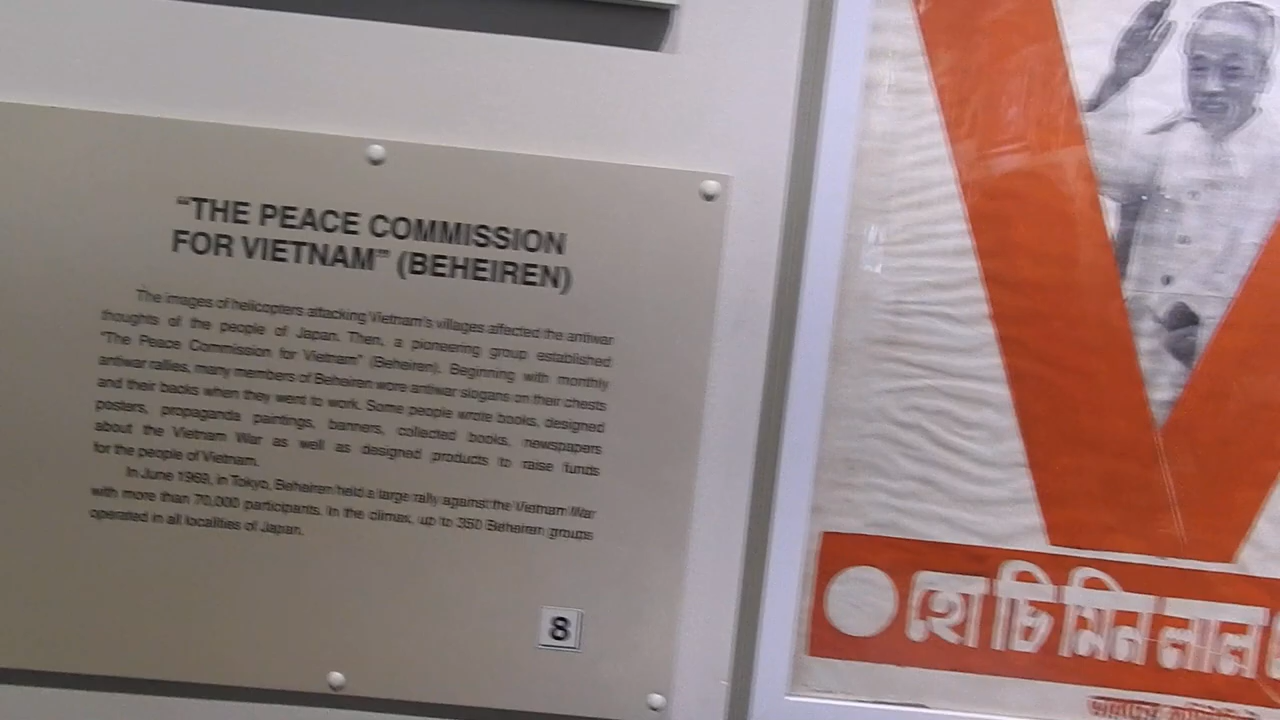 “THE PEACE COMMISSION
FOR VIETNAM” (BEHEIREN)
The images of helicopters attacking Vietnam's villages affected the antiwar
thoughts of the people of Japan. Then, a pioneering group established
“The Peace Commission for Vietnam” (Beheiren). Beginning with monthly
antiwar rallies, many members of Beheiren wore antiwar slogans on their chests
and their backs when they went to work. Some people wrote books, designed
posters, propaganda paintings, banners, collected books, newspapers
about the Vietnam War as well as designed products to raise funds
for the people of Vietnam.
In June 1969, in Tokyo, Beheiren held a large rally against the Vietnam War
with more than 70,000 participants. In the climax, up to 350 Beheiren groups
operated in all localities of Japan.
8
V
হো চি মিন লাল